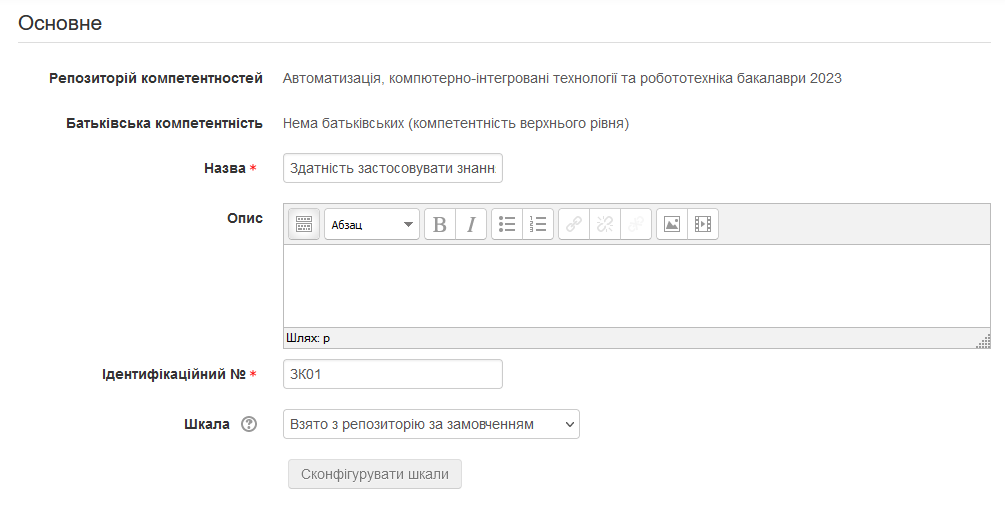 Основне
Репозиторій компетентностей Автоматизація, компютерно-інтегровані технології та робототехніка бакалаври 2023
Батьківська компетентність Нема батьківських (компетентність верхнього рівня)
Назва * Здатність застосовувати знанн
Опис
Абзац B I
Шлях: p
Ідентифікаційний № * ЗК01
Шкала ? Взято з репозиторію за замовченням
Сконфігурувати шкали